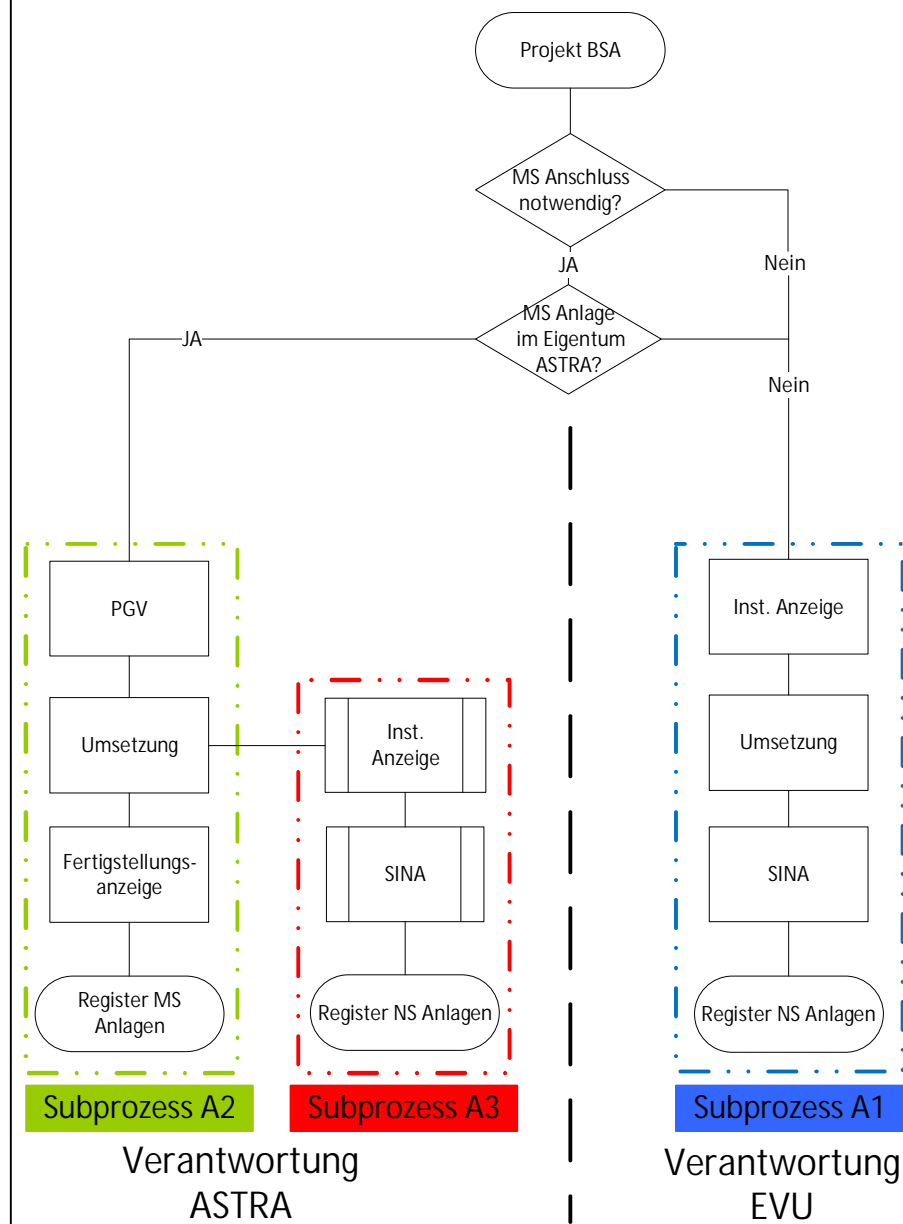 Projekt BSA
MS Anschluss
notwendig?
JA
Nein
MS Anlage
im Eigentum
ASTRA?
JA
Nein
PGV
Umsetzung
Fertigstellungs-
anzeige
Register MS
Anlagen
Subprozess A2
Inst.
Anzeige
SINA
Register NS Anlagen
Subprozess A3
Verantwortung
ASTRA
Inst. Anzeige
Umsetzung
SINA
Register NS Anlagen
Subprozess A1
Verantwortung
EVU